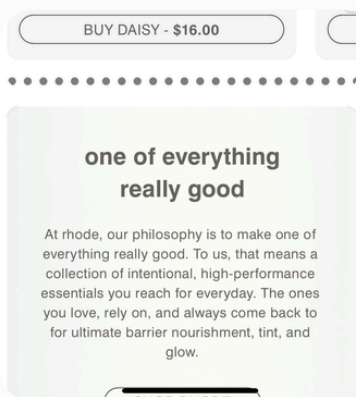 BUY DAISY - $16.00
one of everything
really good
At rhode, our philosophy is to make one of
everything really good. To us, that means a
collection of intentional, high-performance
essentials you reach for everyday. The ones
you love, rely on, and always come back to
for ultimate barrier nourishment, tint, and
glow.